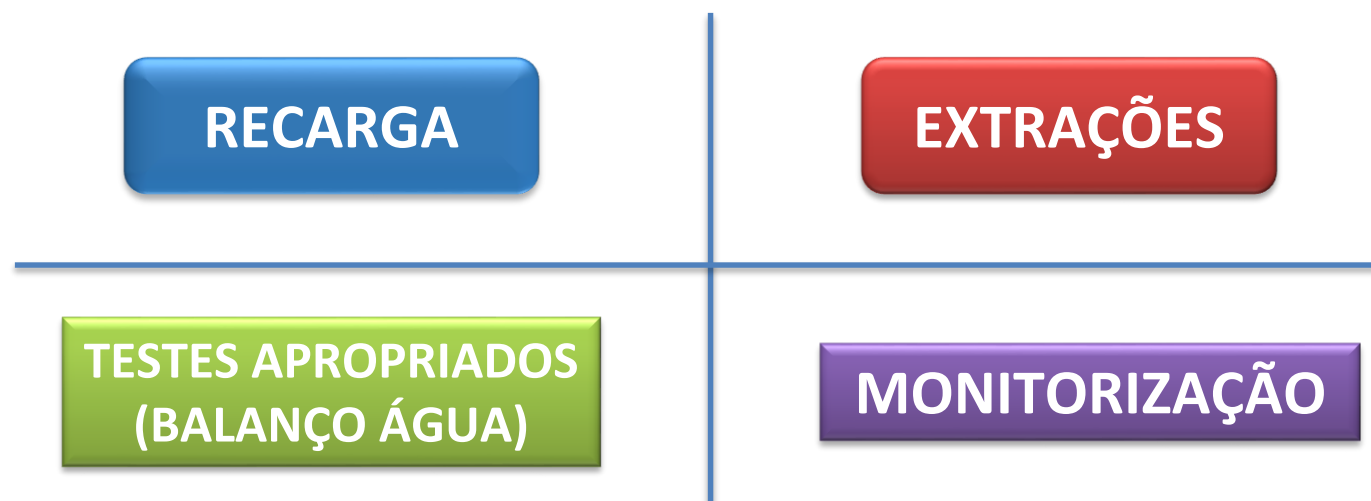 RECARGA
EXTRAÇÕES
TESTES APROPRIADOS
(BALANÇO ÁGUA)
MONITORIZAÇÃO